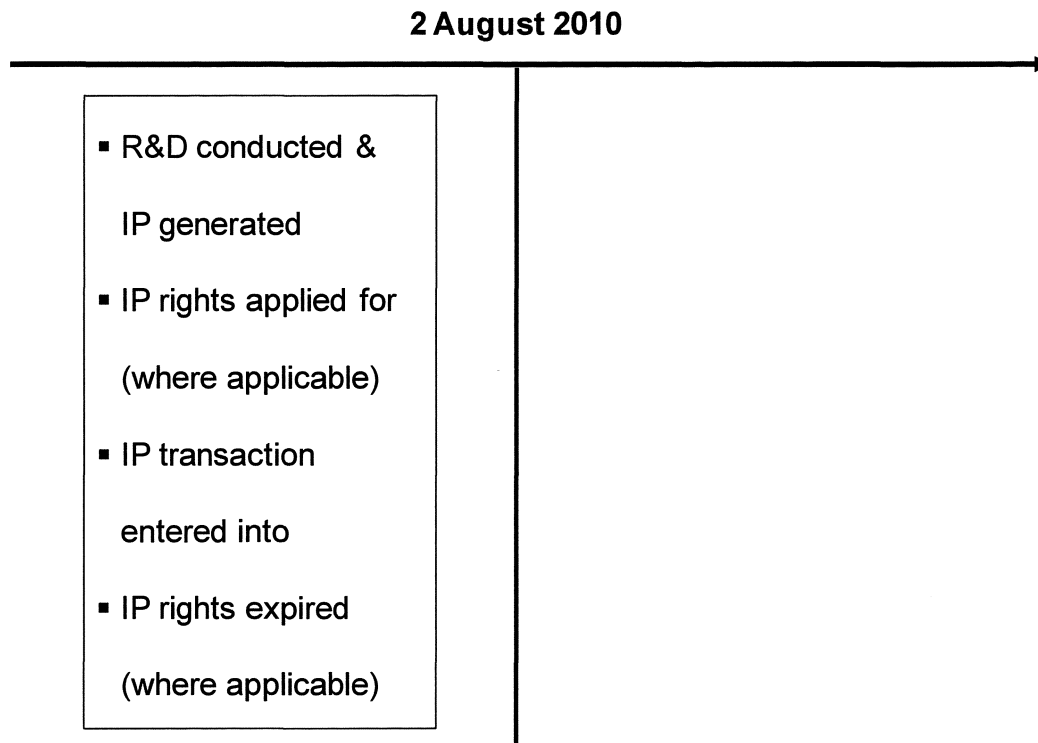 2 August 2010
▪ R&D conducted &
IP generated
▪ IP rights applied for
(where applicable)
▪ IP transaction
entered into
▪ IP rights expired
(where applicable)